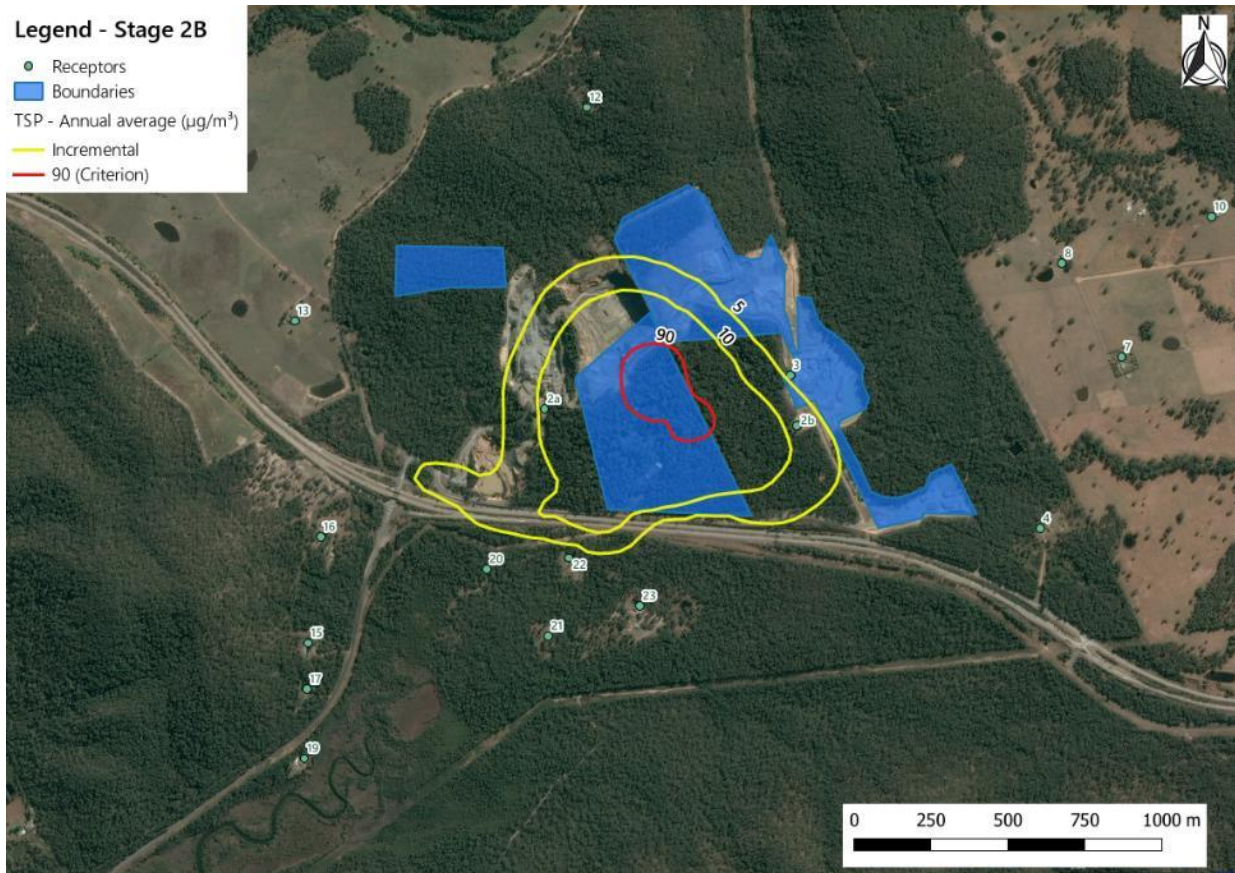 Legend - Stage 2B
Receptors
Boundaries
TSP - Annual average (µg/m³)
Incremental
90 (Criterion)
N
12
10
8
13
5
10
90
7
3
2a
2b
4
16
20
22
23
21
15
17
19
0 250 500 750 1000 m